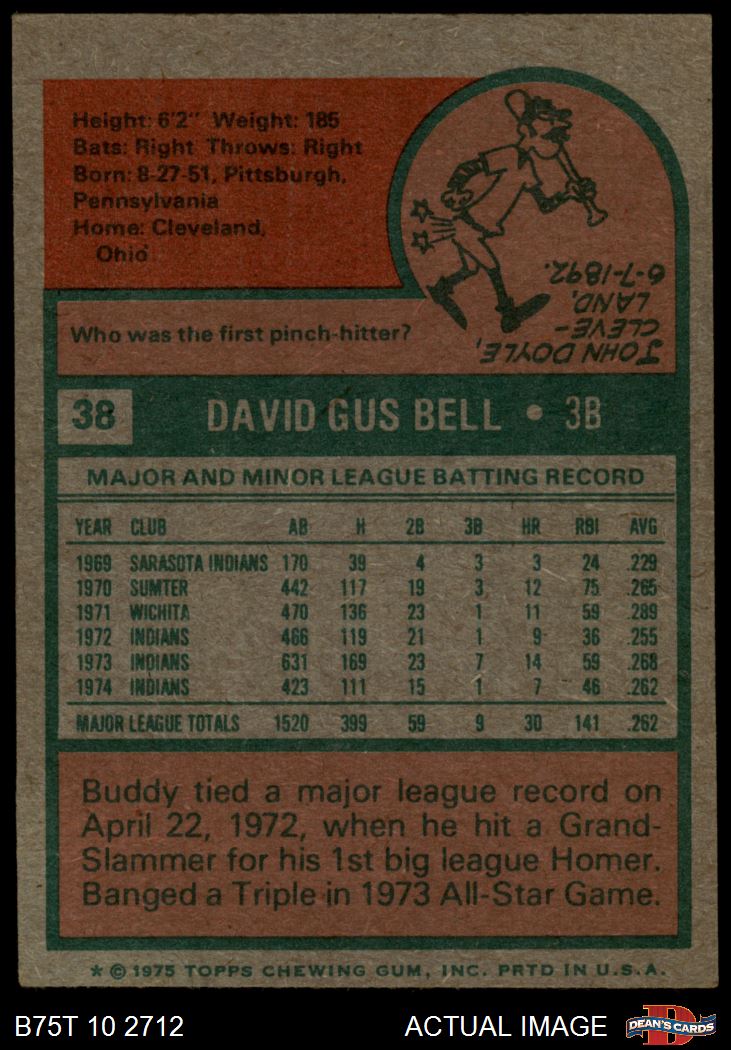 Height: 6'2" Weight: 185
Bats: Right Throws: Right
Born: 8-27-51, Pittsburgh,
Pennsylvania
Home: Cleveland,
Ohio
Who was the first pinch-hitter?
JOHN DOYLE,
CLEVE-
LAND,
6-7-1892.
38 DAVID GUS BELL • 3B
MAJOR AND MINOR LEAGUE BATTING RECORD
YEAR CLUB AB H 2B 3B HR RBI AVG
1969 SARASOTA INDIANS 170 39 4 3 3 24 .229
1970 SUMTER 442 117 19 3 12 75 .265
1971 WICHITA 470 136 23 1 11 59 .289
1972 INDIANS 466 119 21 1 9 36 .255
1973 INDIANS 631 169 23 7 14 59 .268
1974 INDIANS 423 111 15 1 7 46 .262
MAJOR LEAGUE TOTALS 1520 399 59 9 30 141 .262
Buddy tied a major league record on
April 22, 1972, when he hit a Grand-
Slammer for his 1st big league Homer.
Banged a Triple in 1973 All-Star Game.
* © 1975 TOPPS CHEWING GUM, INC. PRTD IN U.S.A.
B75T 10 2712 ACTUAL IMAGE D DEAN'S CARDS